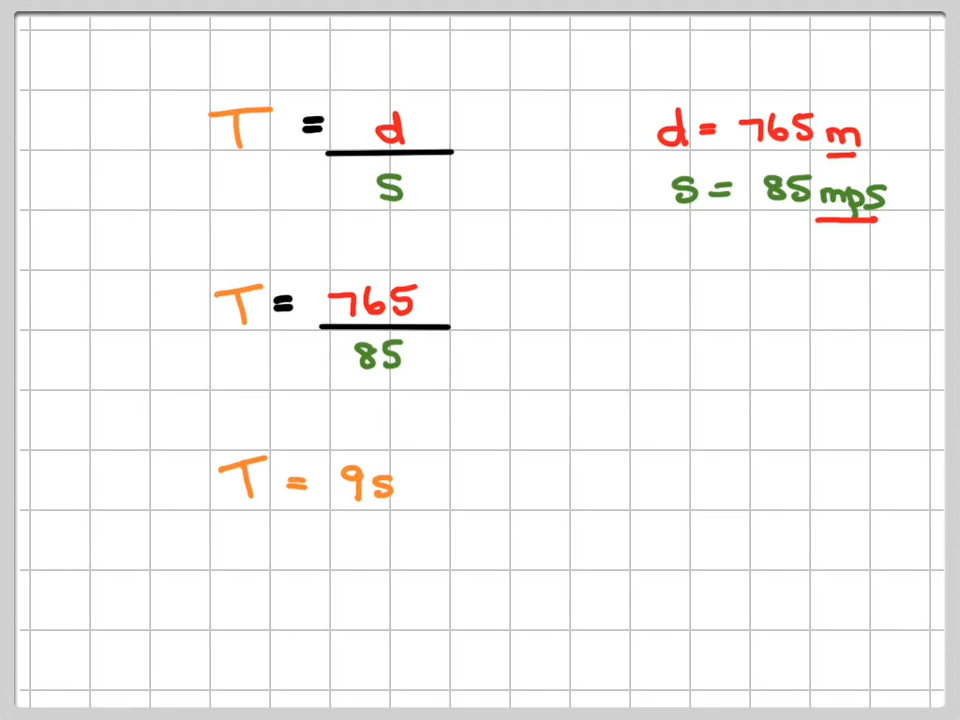 T = d
s
d = 765 m
s = 85 mps
T = 765
85
T = 9s